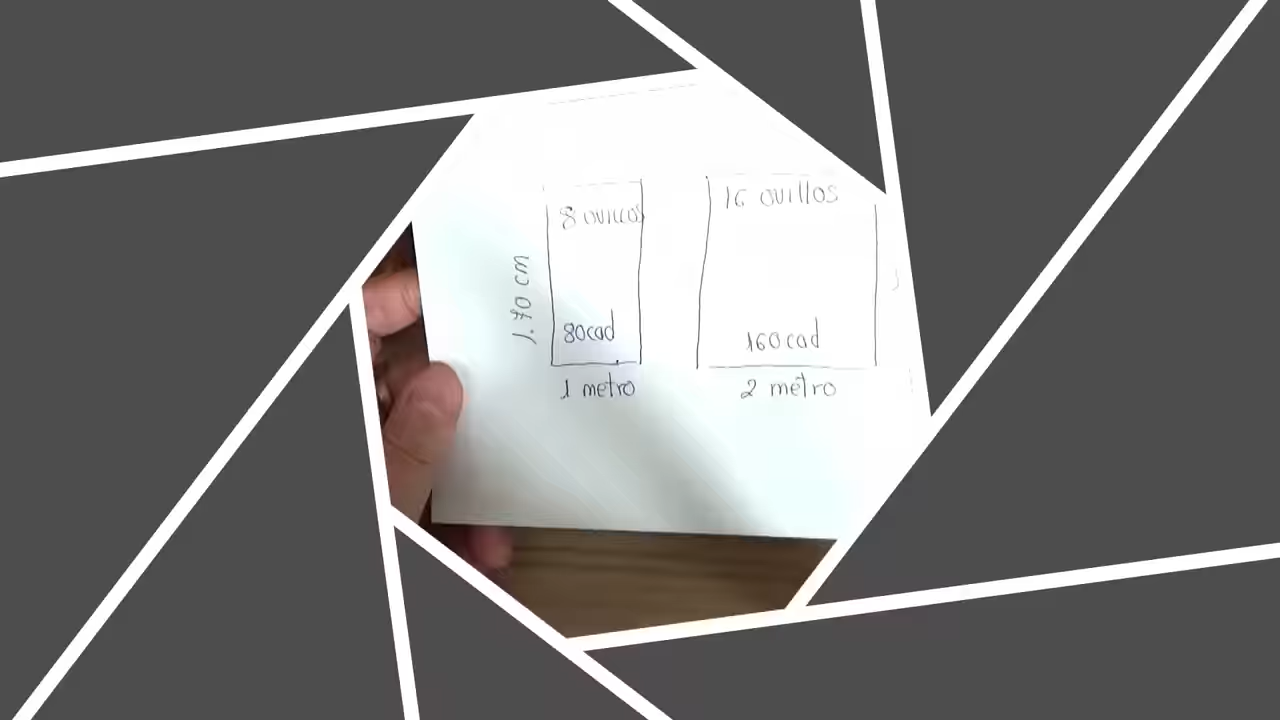 8 ovillos
1.70 cm
80cad
1 metro
16 ovillos
160cad
2 metro